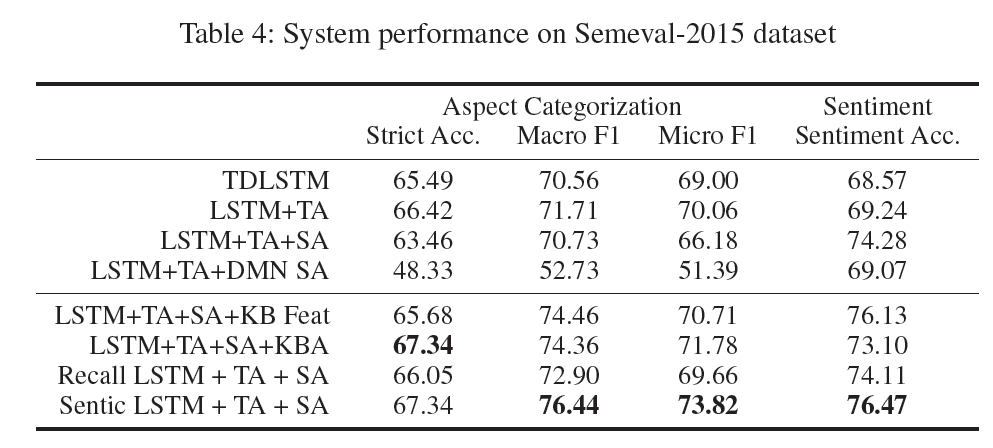 Table 4: System performance on Semeval-2015 dataset
Aspect Categorization Sentiment
Strict Acc. Macro F1 Micro F1 Sentiment Acc.
TDLSTM 65.49 70.56 69.00 68.57
LSTM+TA 66.42 71.71 70.06 69.24
LSTM+TA+SA 63.46 70.73 66.18 74.28
LSTM+TA+DMN SA 48.33 52.73 51.39 69.07
LSTM+TA+SA+KB Feat 65.68 74.46 70.71 76.13
LSTM+TA+SA+KBA 67.34 74.36 71.78 73.10
Recall LSTM + TA + SA 66.05 72.90 69.66 74.11
Sentic LSTM + TA + SA 67.34 76.44 73.82 76.47